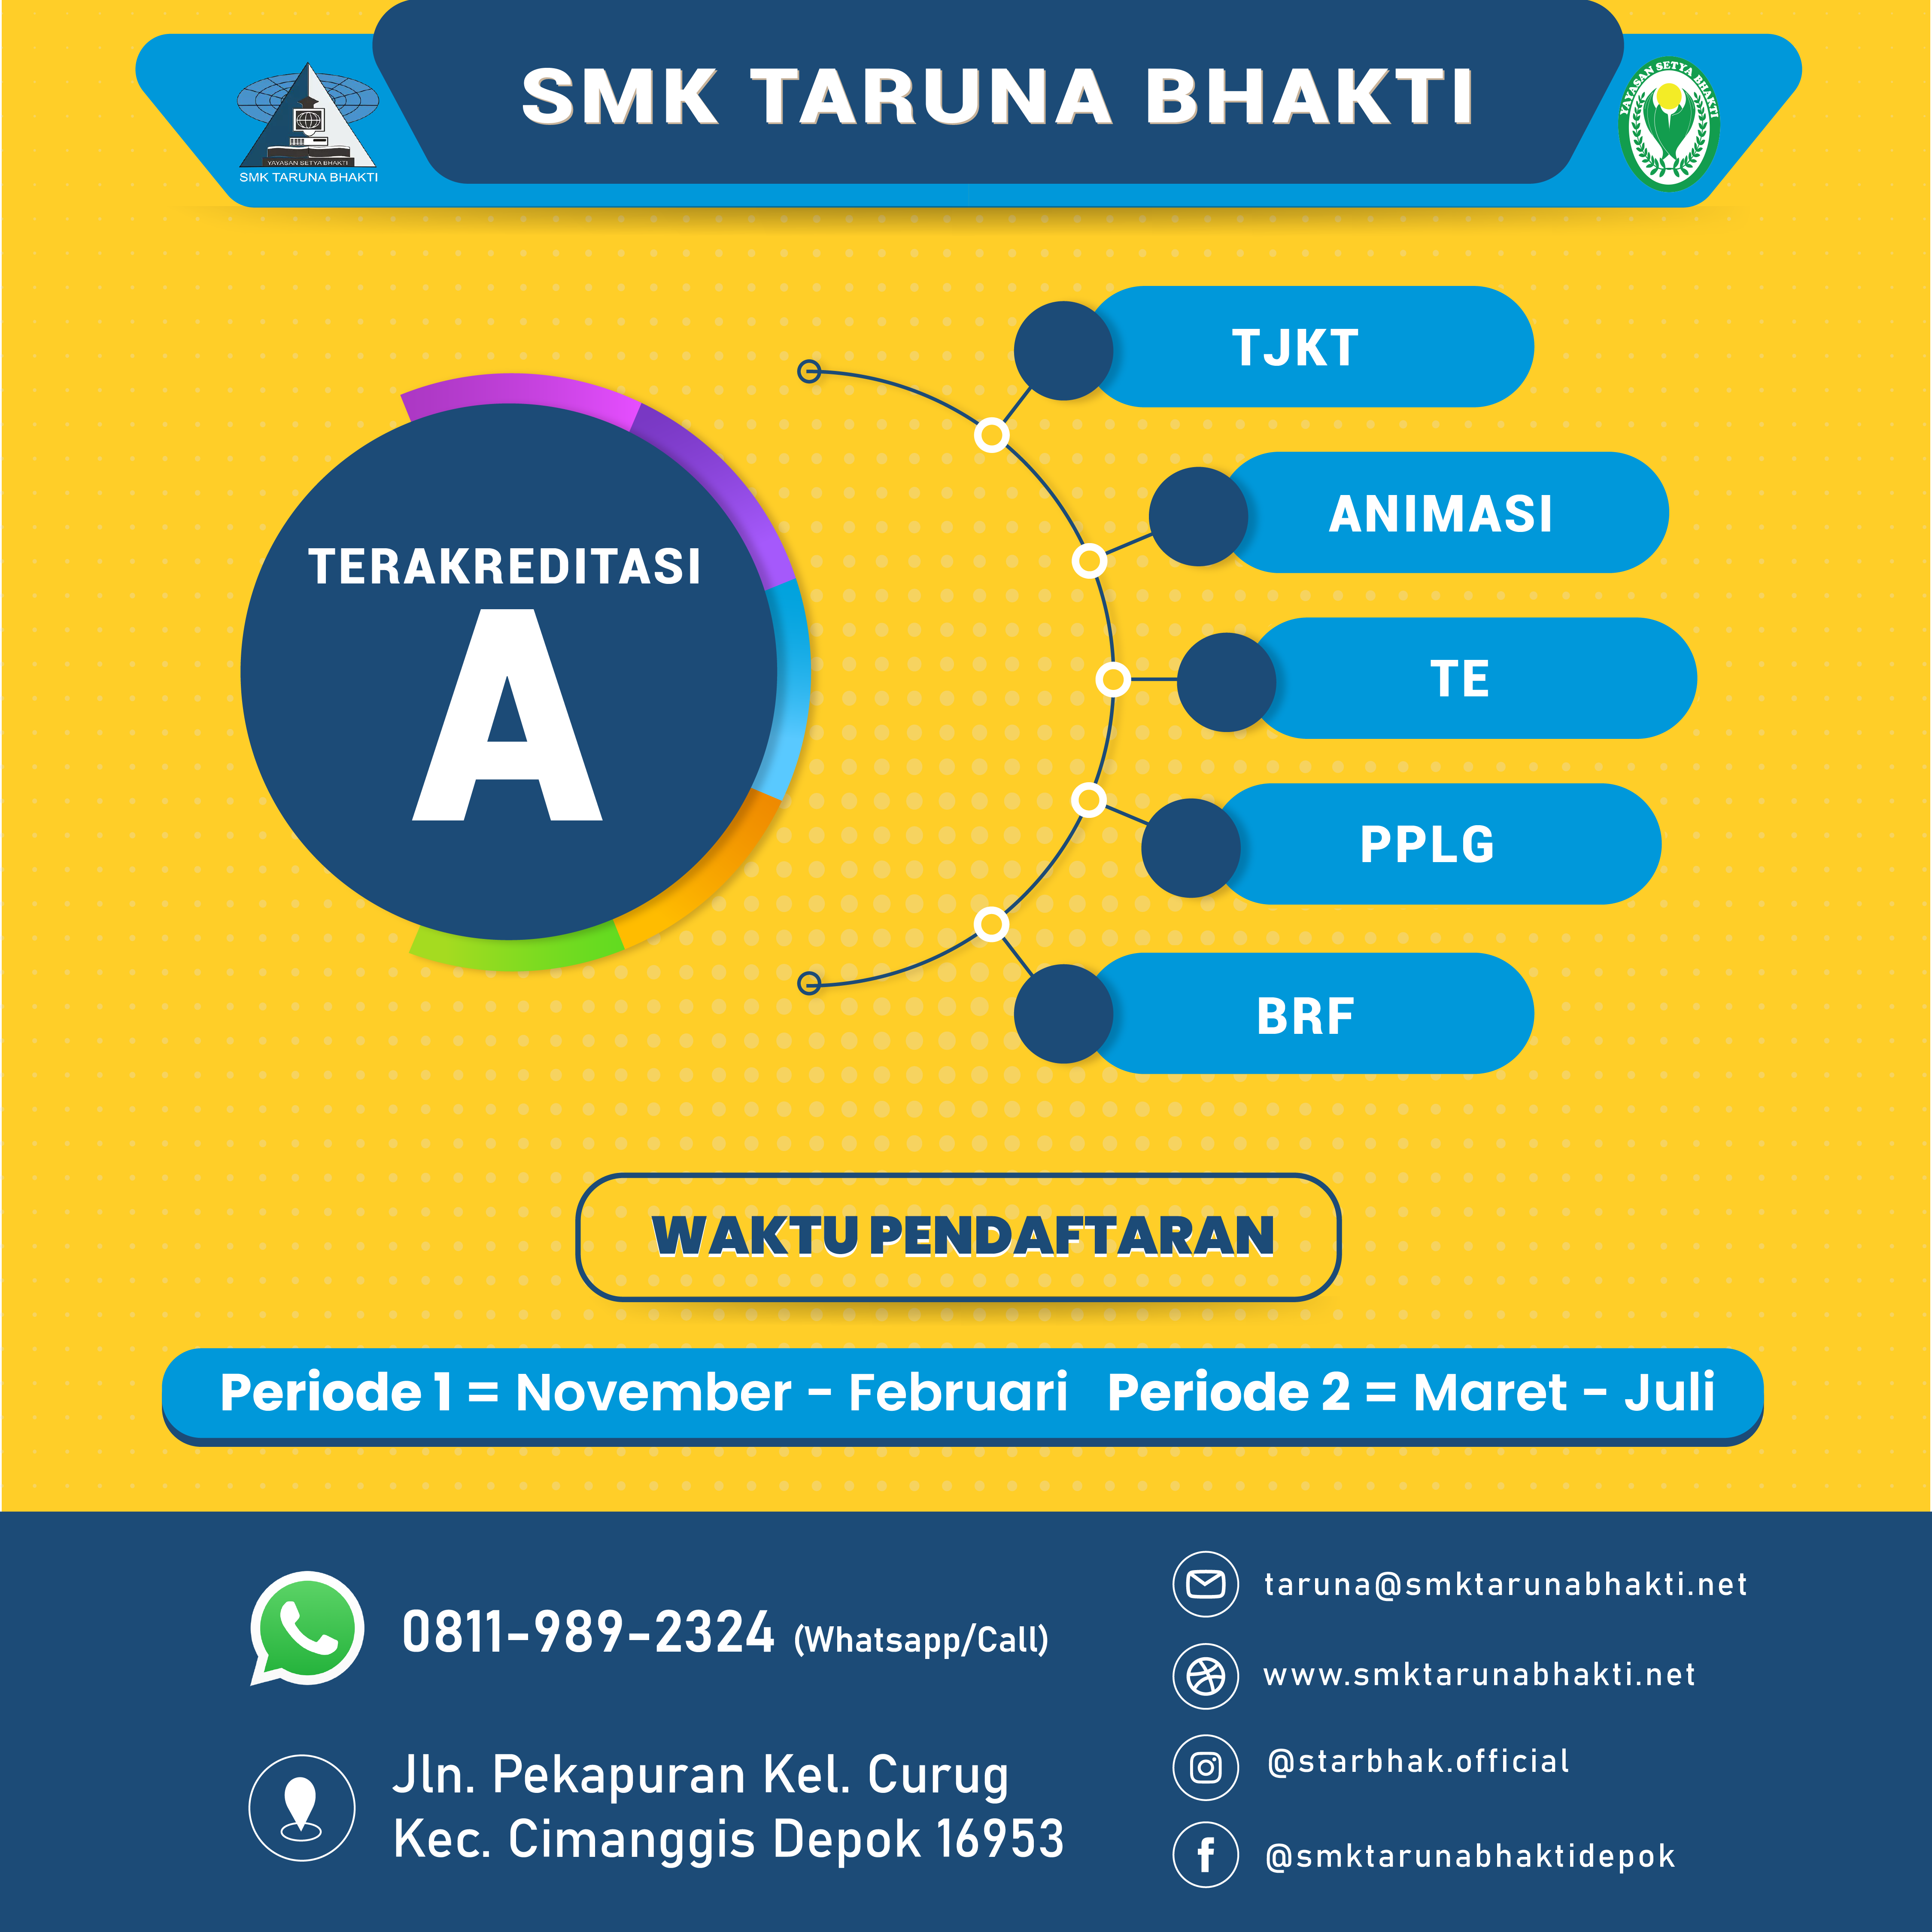 SMK TARUNA BHAKTI
YAYASAN SETYA BHAKTI
SMK TARUNA BHAKTI
YAYASAN SETYA BHAKTI
TERAKREDITASI
A
TJKT
ANIMASI
TE
PPLG
BRF
WAKTU PENDAFTARAN
Periode 1 = November - Februari Periode 2 = Maret - Juli
0811-989-2324 (Whatsapp/Call)
Jln. Pekapuran Kel. Curug
Kec. Cimanggis Depok 16953
taruna@smktarunabhakti.net
www.smktarunabhakti.net
@starbhak.official
@smktarunabhaktidepok